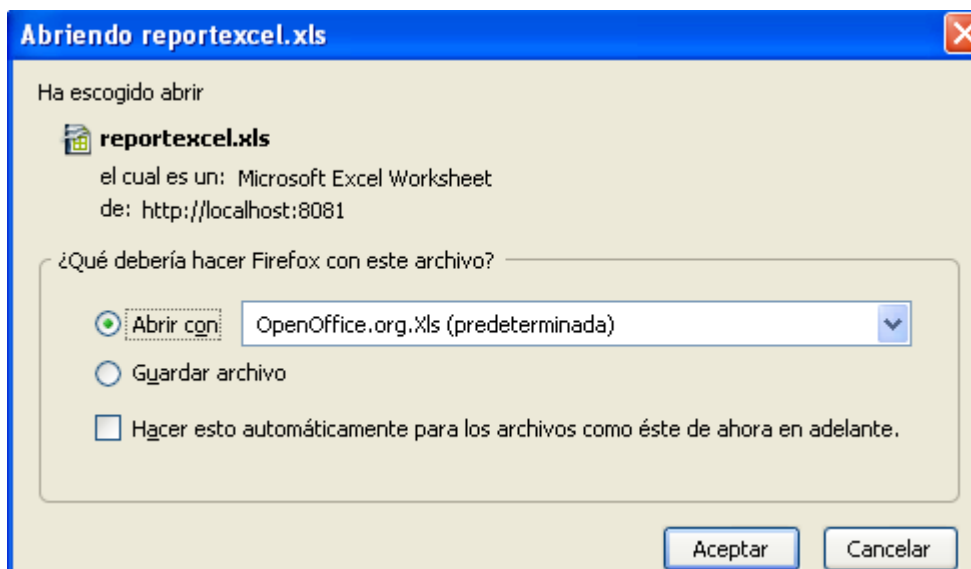 Abriendo reportexcel.xls
Ha escogido abrir
reportexcel.xls
el cual es un: Microsoft Excel Worksheet
de: http://localhost:8081
¿Qué debería hacer Firefox con este archivo?
Abrir con OpenOffice.org.Xls (predeterminada)
Guardar archivo
Hacer esto automáticamente para los archivos como éste de ahora en adelante.
Aceptar Cancelar